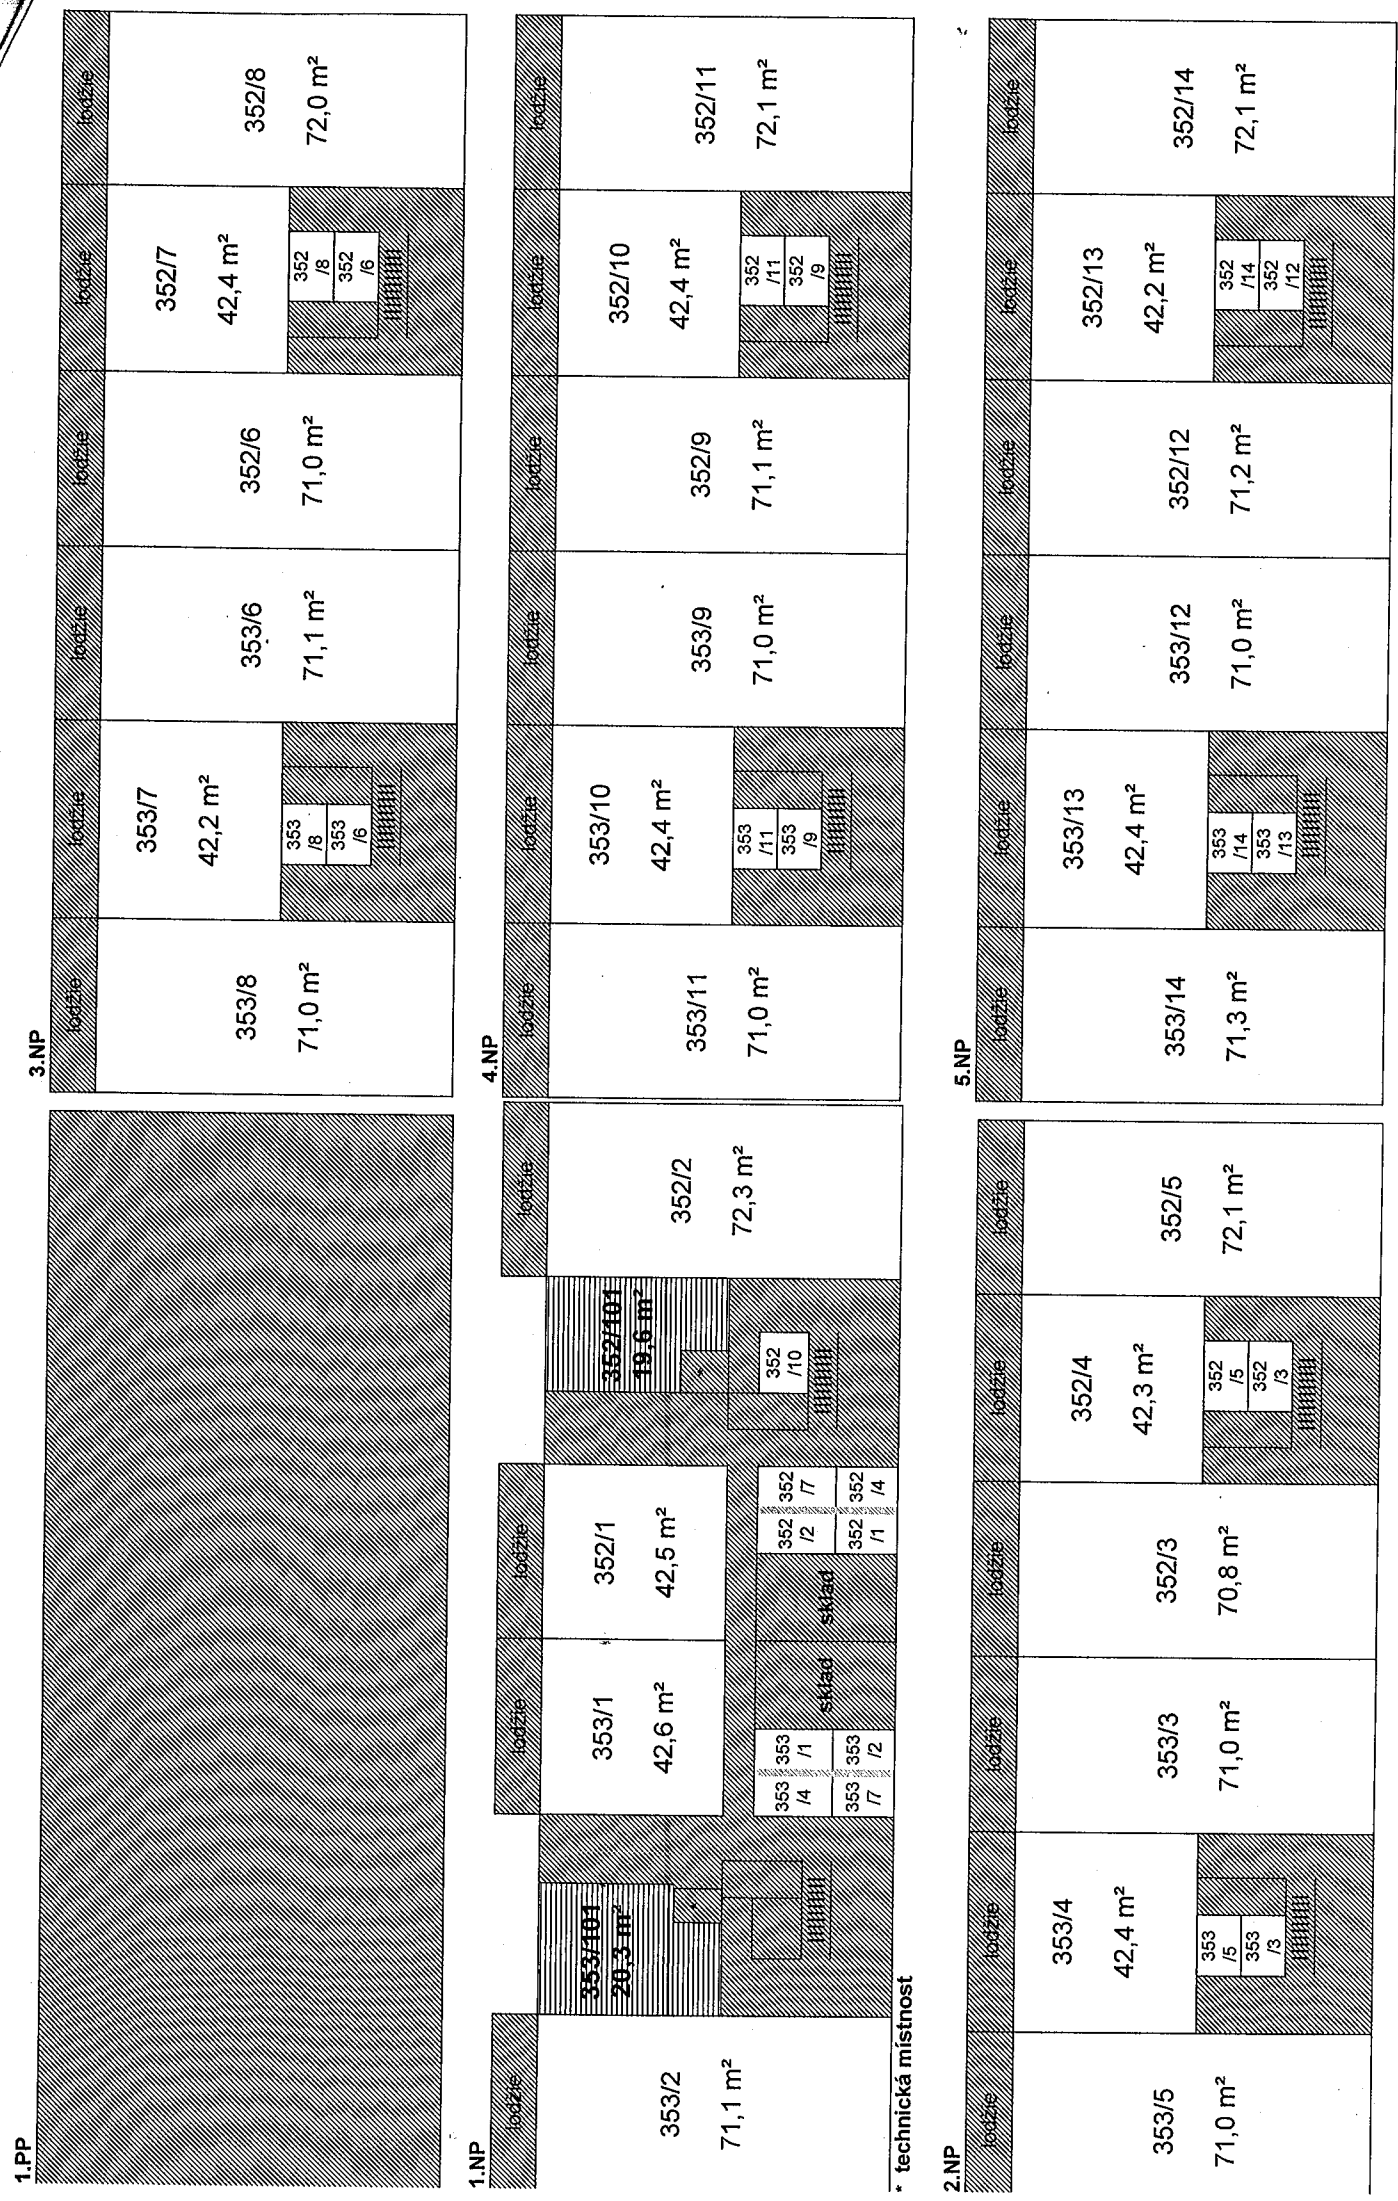 1.PP
3.NP
lodžie
lodžie
lodžie
lodžie
lodžie
lodžie
353/8
71,0 m²
353/7
42,2 m²
353
/8
353
/6
353/6
71,1 m²
352/6
71,0 m²
352/7
42,4 m²
352
/8
352
/6
352/8
72,0 m²
1.NP
lodžie
lodžie
lodžie
lodžie
353/2
71,1 m²
353/101
20,3 m²
*
353/1
42,6 m²
353
/4
353
/1
353
/7
353
/2
sklad
sklad
352/1
42,5 m²
352
/2
352
/7
352
/1
352
/4
352/101
19,6 m²
*
352
/10
352/2
72,3 m²
* technická místnost
4.NP
lodžie
lodžie
lodžie
lodžie
lodžie
lodžie
353/11
71,0 m²
353/10
42,4 m²
353
/11
353
/9
353/9
71,0 m²
352/9
71,1 m²
352/10
42,4 m²
352
/11
352
/9
352/11
72,1 m²
2.NP
lodžie
lodžie
lodžie
lodžie
lodžie
lodžie
353/5
71,0 m²
353/4
42,4 m²
353
/5
353
/3
353/3
71,0 m²
352/3
70,8 m²
352/4
42,3 m²
352
/5
352
/3
352/5
72,1 m²
5.NP
lodžie
lodžie
lodžie
lodžie
lodžie
lodžie
353/14
71,3 m²
353/13
42,4 m²
353
/14
353
/13
353/12
71,0 m²
352/12
71,2 m²
352/13
42,2 m²
352
/14
352
/12
352/14
72,1 m²